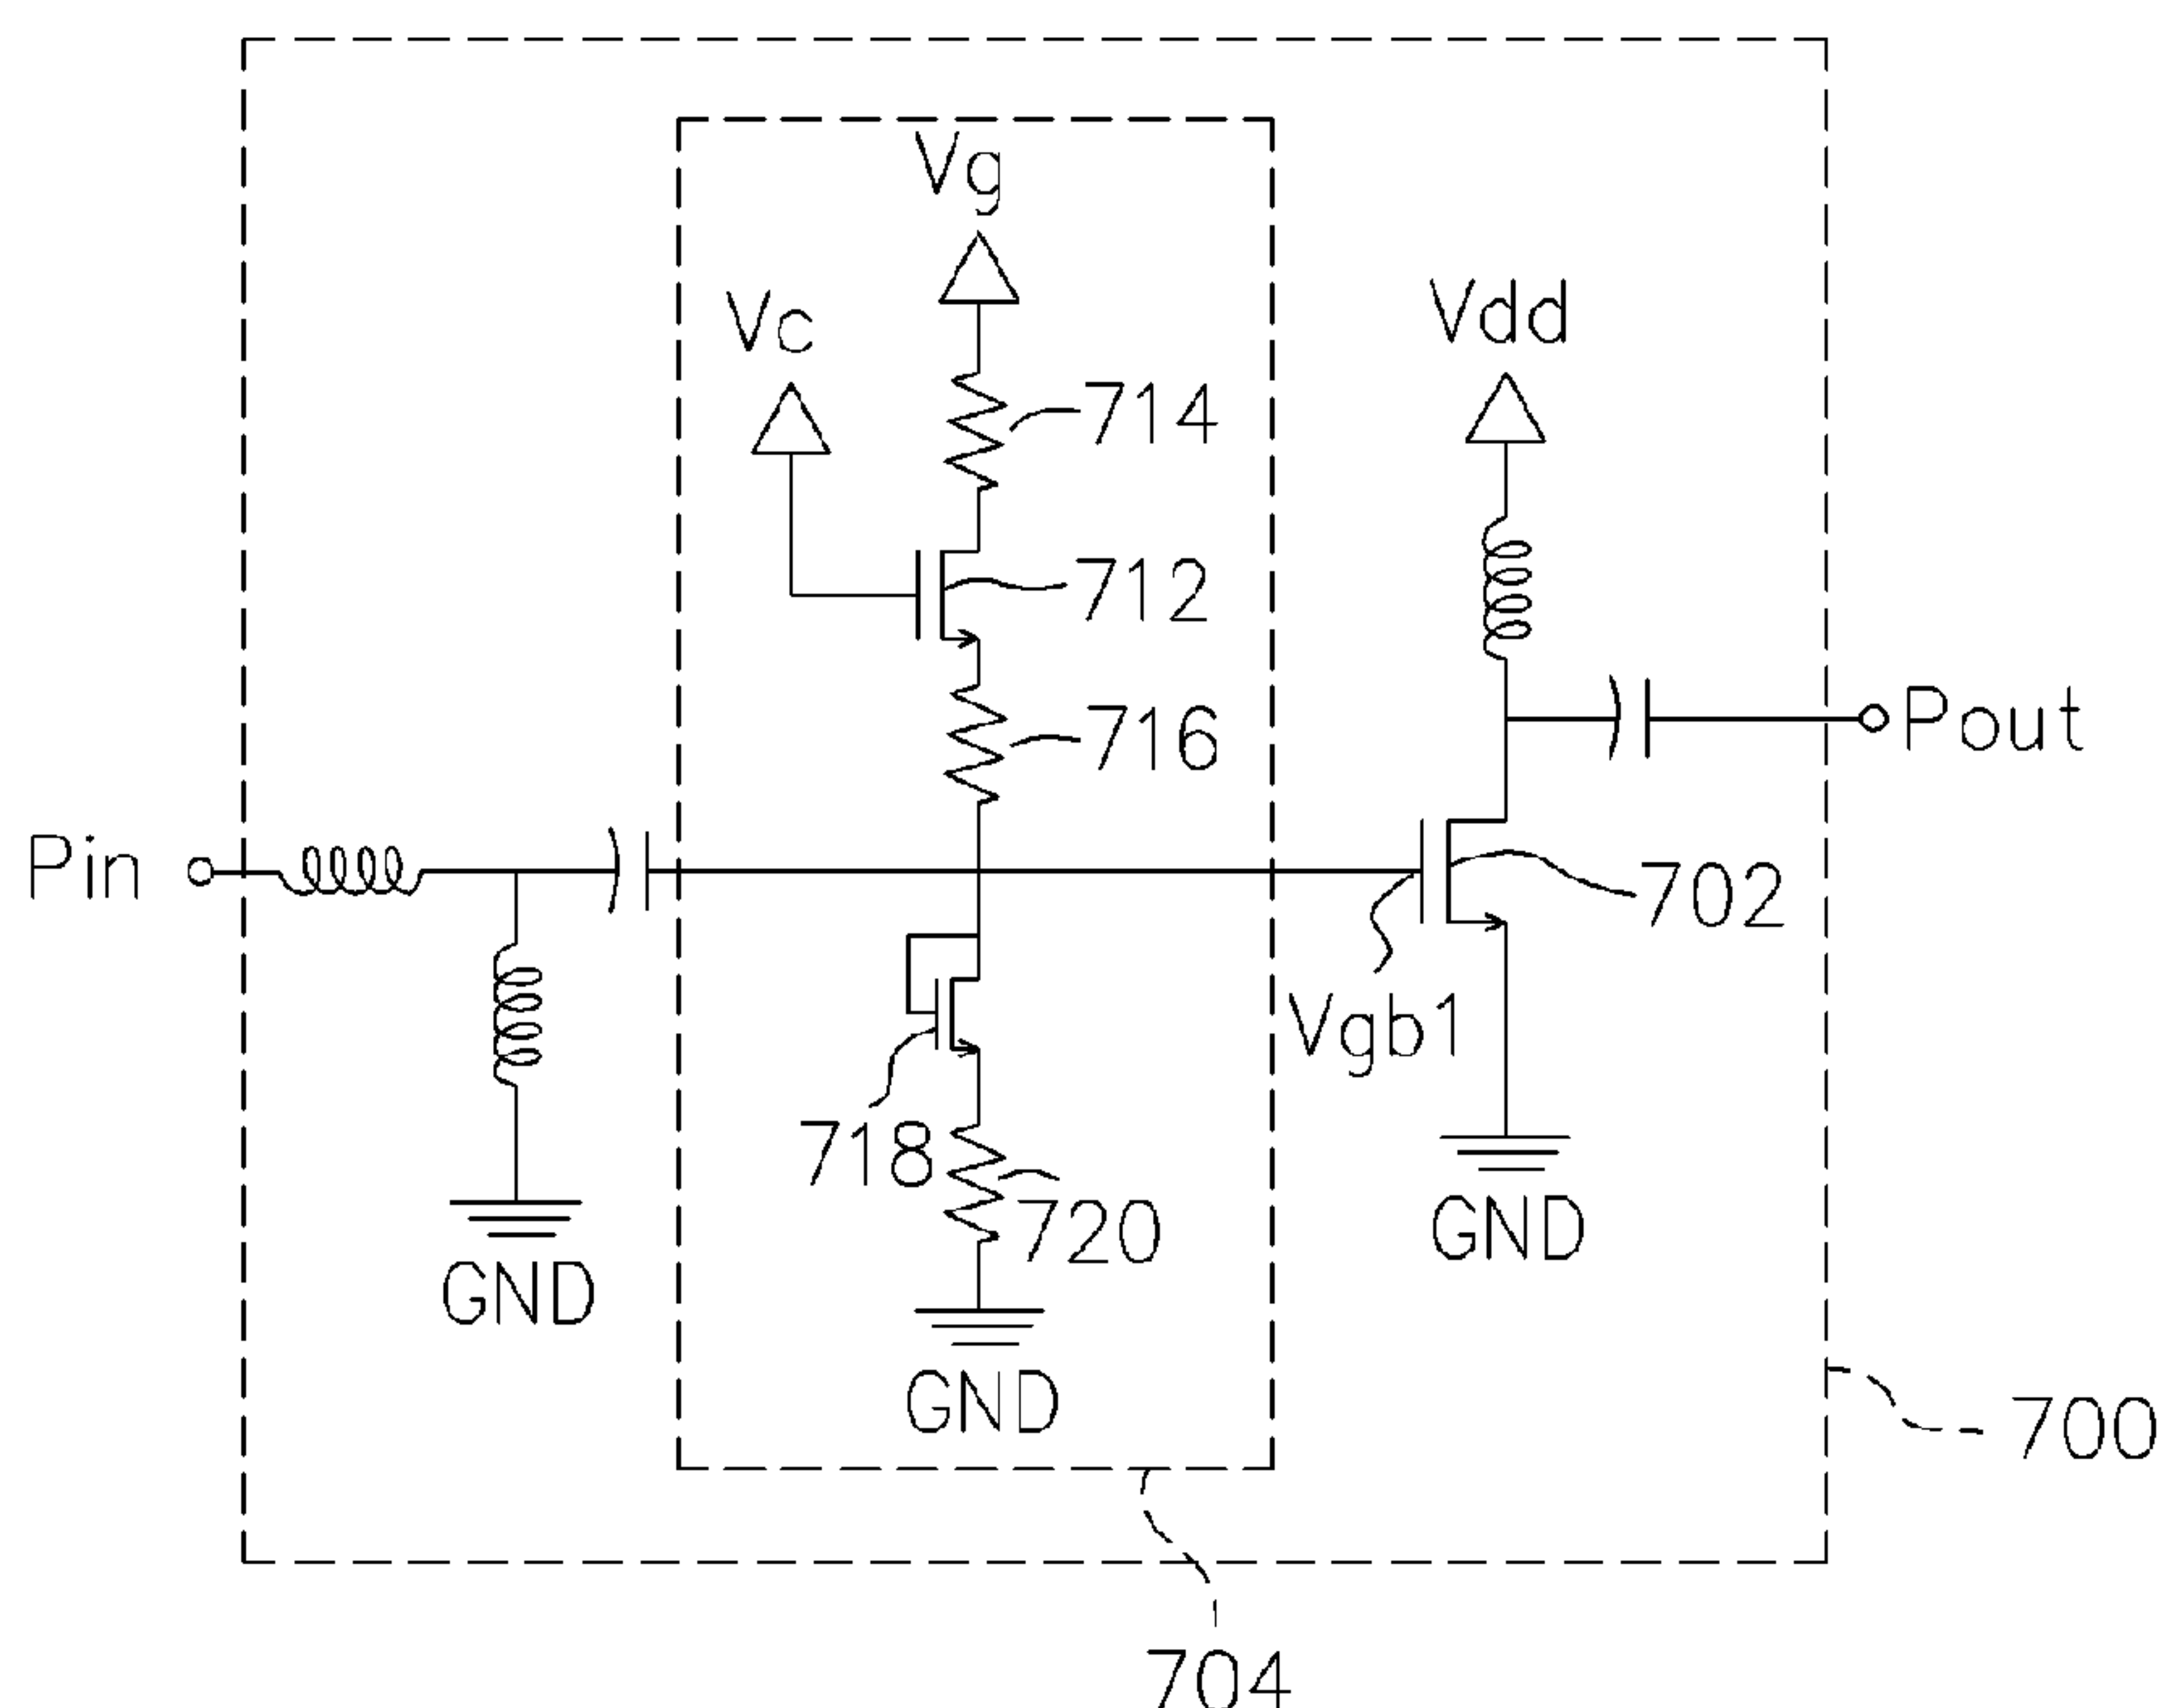 Vg
Vc
Vdd
714
712
716
Pout
Pin
702
Vgb1
718
720
GND
GND
GND
700
704